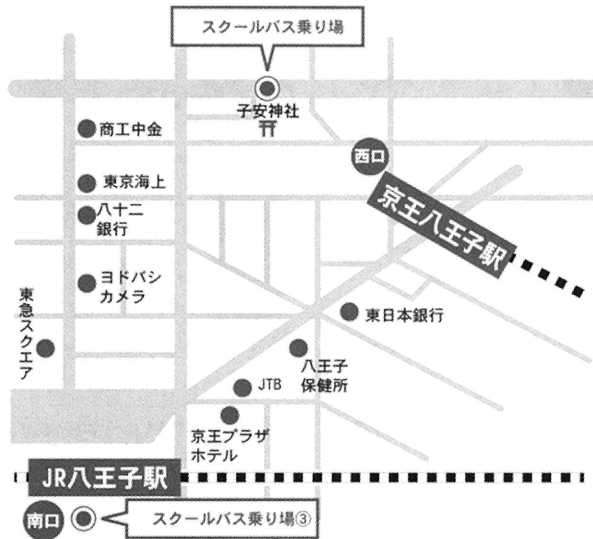 スクールバス乗り場
子安神社
商工中金
西口
東京海上
京王八王子駅
八十二
銀行
ヨドバシ
カメラ
東急スクエア
東日本銀行
八王子
保健所
JTB
京王プラザ
ホテル
JR八王子駅
南口
スクールバス乗り場③